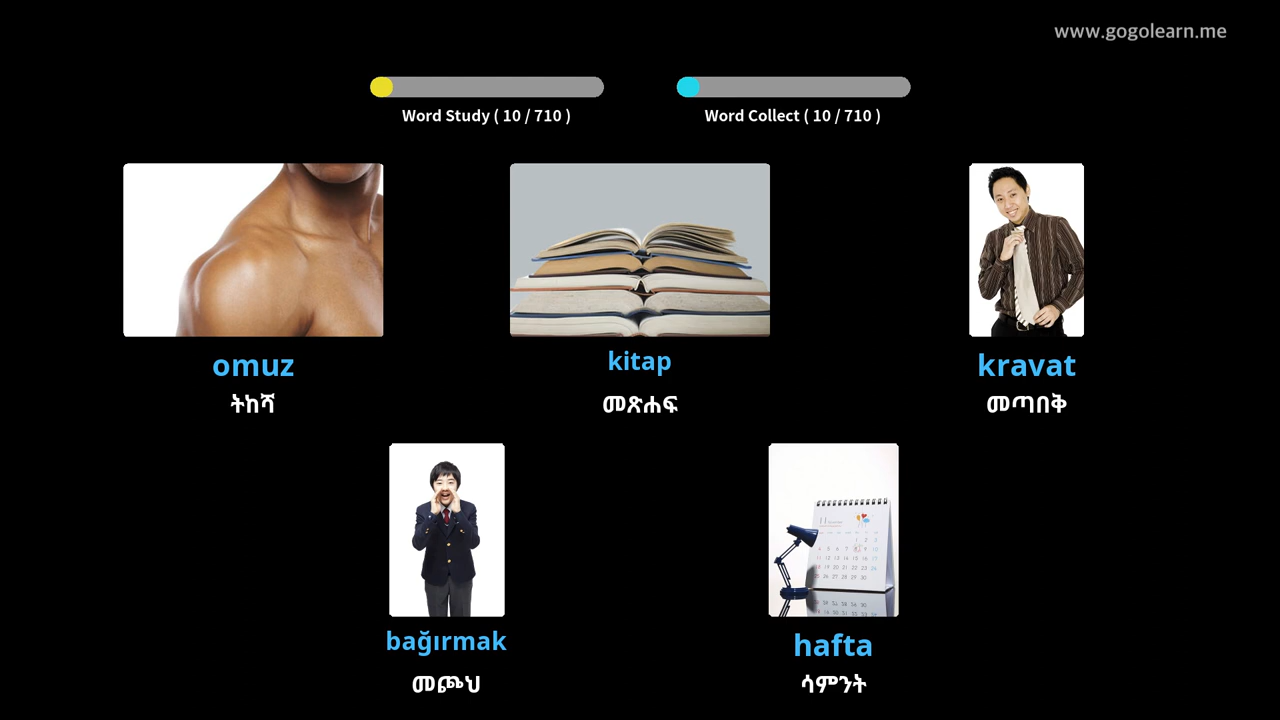 www.gogolearn.me
Word Study ( 10 / 710 )
Word Collect ( 10 / 710 )
omuz
kitap
kravat
ትከሻ
መጽሐፍ
መጣበቅ
bağırmak
hafta
መጮህ
ሳምንት